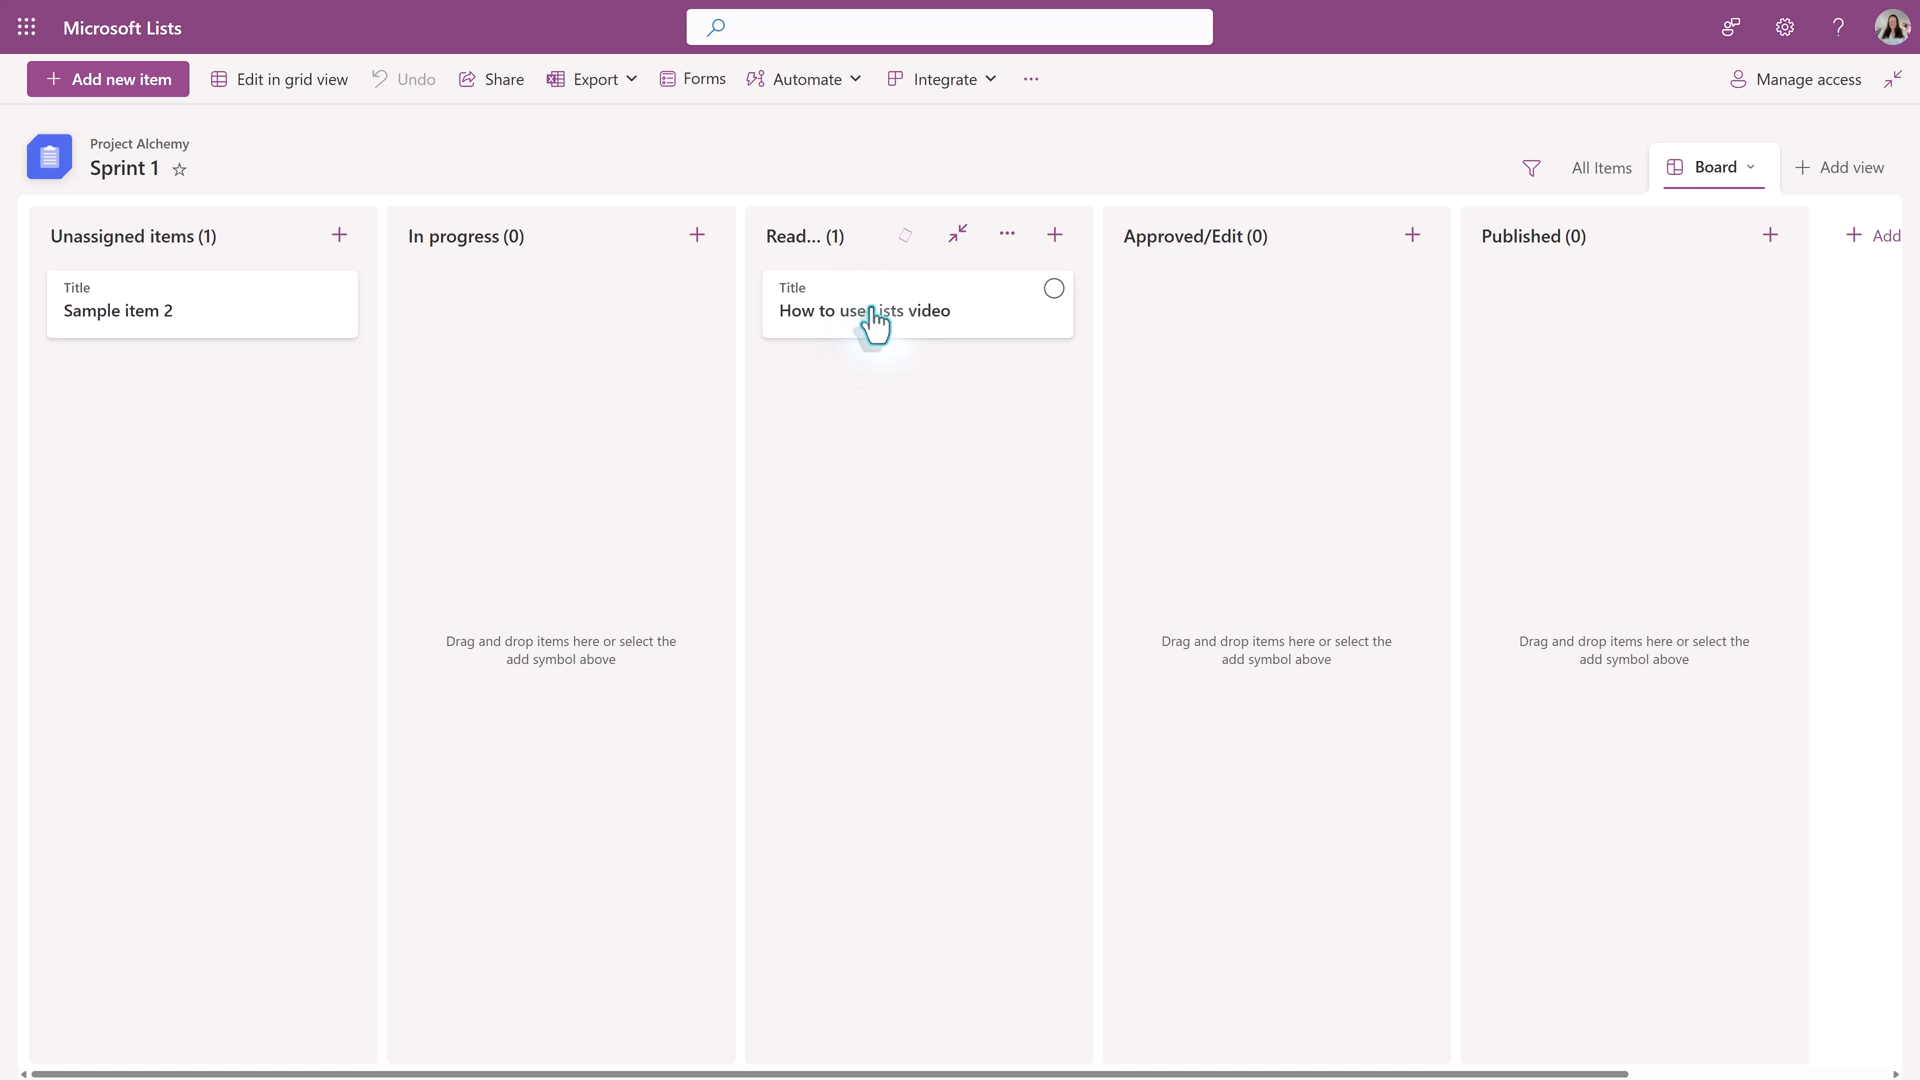 Microsoft Lists
Add new item
Edit in grid view
Undo
Share
Export
Forms
Automate
Integrate
Manage access
Project Alchemy
Sprint 1
All Items
Board
Add view
Unassigned items (1)
In progress (0)
Read... (1)
Approved/Edit (0)
Published (0)
Add
Title
Sample item 2
Title
How to use Lists video
Drag and drop items here or select the
add symbol above
Drag and drop items here or select the
add symbol above
Drag and drop items here or select the
add symbol above